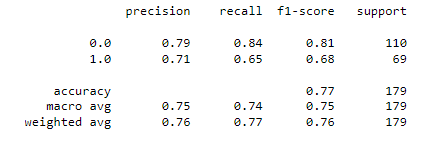 precision recall f1-score support
0.0 0.79 0.84 0.81 110
1.0 0.71 0.65 0.68 69
accuracy 0.77 179
macro avg 0.75 0.74 0.75 179
weighted avg 0.76 0.77 0.76 179